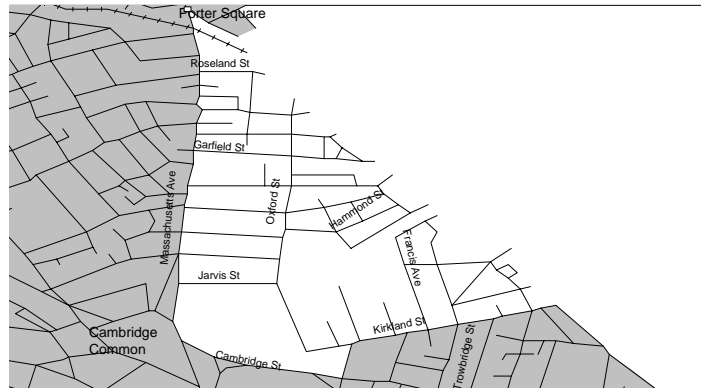 Porter Square
Roseland St
Garfield St
Massachusetts Ave
Oxford St
Hammond St
Francis Ave
Jarvis St
Kirkland St
Cambridge
Common
Cambridge St
Trowbridge St